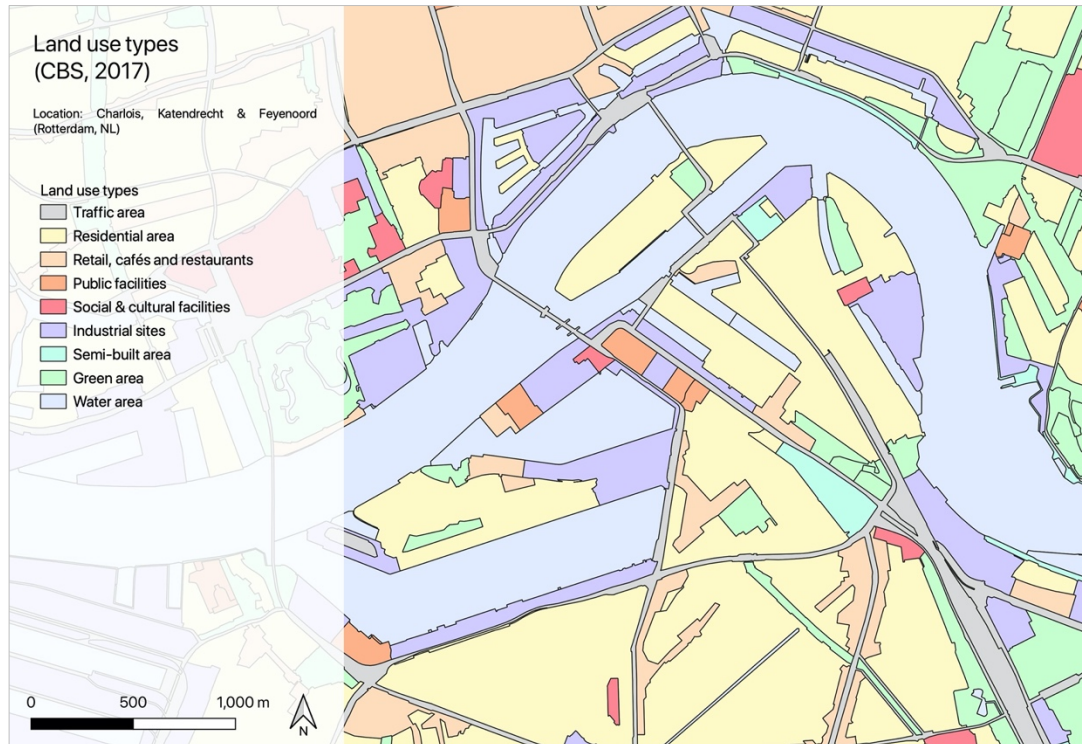 Land use types
(CBS, 2017)
Location: Charlois, Katendrecht & Feyenoord
(Rotterdam, NL)
Land use types
Traffic area
Residential area
Retail, cafés and restaurants
Public facilities
Social & cultural facilities
Industrial sites
Semi-built area
Green area
Water area
0 500 1,000 m
N